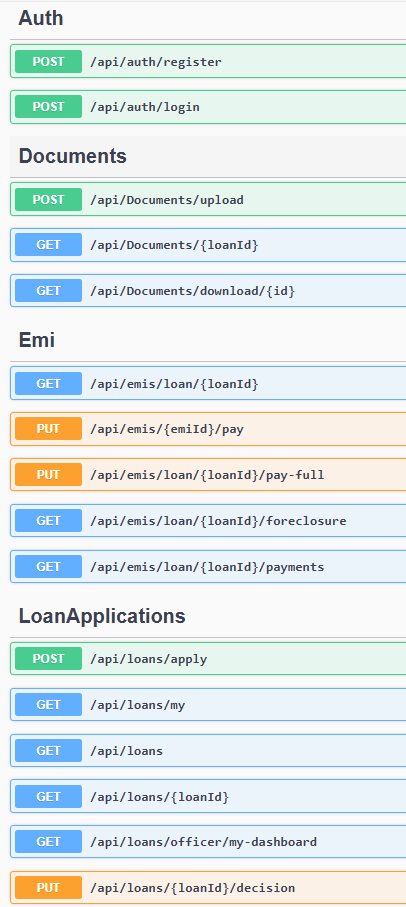 Auth
POST /api/auth/register
POST /api/auth/login
Documents
POST /api/Documents/upload
GET /api/Documents/{loanId}
GET /api/Documents/download/{id}
Emi
GET /api/emis/loan/{loanId}
PUT /api/emis/{emiId}/pay
PUT /api/emis/loan/{loanId}/pay-full
GET /api/emis/loan/{loanId}/foreclosure
GET /api/emis/loan/{loanId}/payments
LoanApplications
POST /api/loans/apply
GET /api/loans/my
GET /api/loans
GET /api/loans/{loanId}
GET /api/loans/officer/my-dashboard
PUT /api/loans/{loanId}/decision